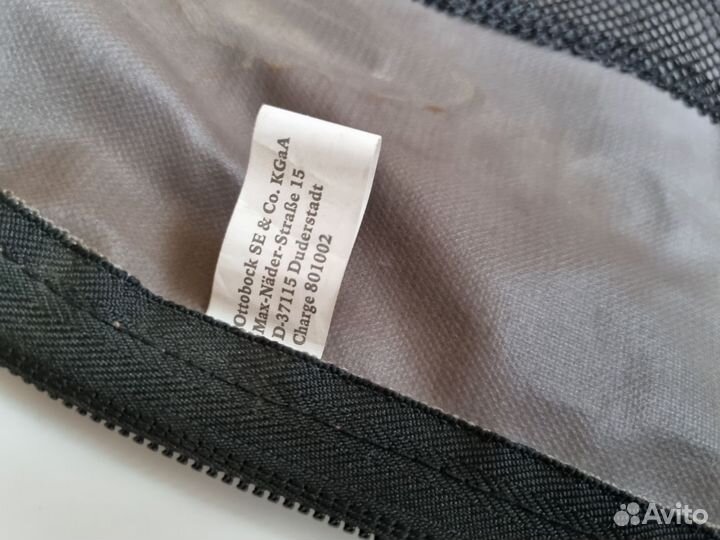 Ottobock SE & Co. KGaA
Max-Näder-Straße 15
D-37115 Duderstadt
Charge 801002
Avito